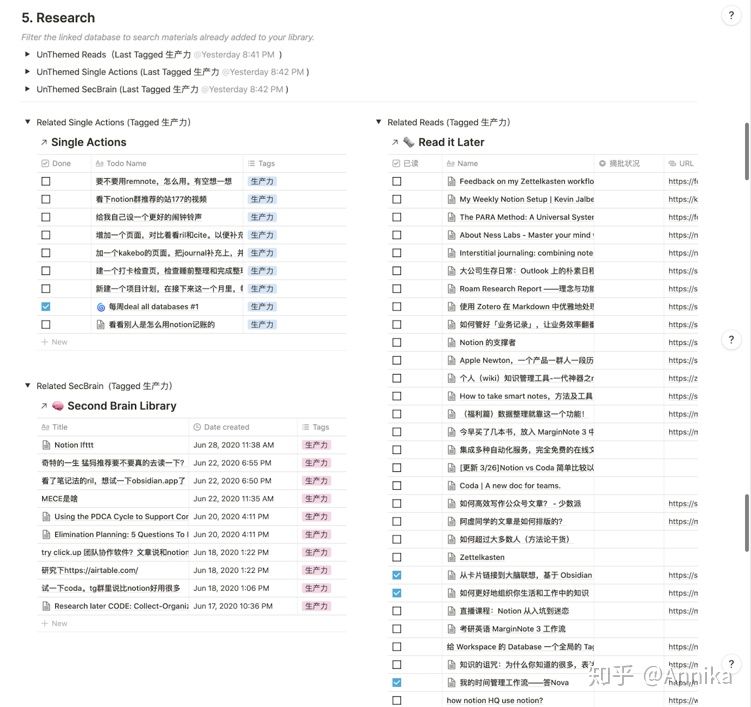 5. Research
Filter the linked database to search materials already added to your library.
UnThemed Reads (Last Tagged 生产力 @Yesterday 8:41 PM )
UnThemed Single Actions (Last Tagged 生产力 @Yesterday 8:42 PM )
UnThemed SecBrain (Last Tagged 生产力 @Yesterday 8:42 PM )
Related Single Actions (Tagged 生产力)
Single Actions
Done Todo Name Tags
要不要用remnote，怎么用。有空想一想 生产力
看下notion群推荐的站177的视频 生产力
给我自己设一个更好的闹钟铃声 生产力
增加一个页面，对比看看ril和cite。以便补充 生产力
加一个kakebo的页面，把journal补充上，并 生产力
建一个打卡检查页，检查睡前整理和完成整理 生产力
新建一个项目计划，在接下来这一个月里， 生产力
每周deal all databases #1 生产力
看看别人是怎么用notion记账的 生产力
+ New
Related SecBrain (Tagged 生产力)
Second Brain Library
Title Date created Tags
Notion Ifttt Jun 28, 2020 11:38 AM 生产力
奇特的一生 猛犸推荐要不要真的去读一下? Jun 22, 2020 6:55 PM 生产力
看了笔记法的ril，想试一下obsidian.app了 Jun 22, 2020 6:50 PM 生产力
MECE是啥 Jun 22, 2020 11:35 AM 生产力
Using the PDCA Cycle to Support Con Jun 20, 2020 4:11 PM 生产力
Elimination Planning: 5 Questions To Jun 20, 2020 4:11 PM 生产力
try click.up 团队协作软件？文章说和notion Jun 18, 2020 1:22 PM 生产力
研究下https://airtable.com/ Jun 18, 2020 1:22 PM 生产力
试一下coda。tg群里说比notion好用很多 Jun 18, 2020 1:06 PM 生产力
Research later CODE: Collect-Organiz Jun 17, 2020 10:36 PM 生产力
+ New
Related Reads (Tagged 生产力)
Read it Later
已读 Name 摘批状况 URL
Feedback on my Zettelkasten workflo https://f
My Weekly Notion Setup | Kevin Jalbe https://k
The PARA Method: A Universal System https://f
About Ness Labs - Master your mind https://n
Interstitial journaling: combining note https://n
大公司生存日常：Outlook 上的朴素日程 https://s
Roam Research Report ——理念与功能 https://s
使用 Zotero 在 Markdown 中优雅地处理 https://s
如何管好「业务记录」，让业务效率翻番 https://s
Notion 的支撑者 https://s
Apple Newton，一个产品一群人一段历 https://s
个人（wiki）知识管理工具-一代神器之 https://z
How to take smart notes，方法及工具 https://s
（福利篇）数据整理就靠这一个功能！ https://m
今早买了几本书，放入 MarginNote 3 中 https://m
集成多种自动化服务，完全免费的在线文
[更新 3/26]Notion vs Coda 简单比较以
Coda | A new doc for teams.
如何高效写作公众号文章？ - 少数派 https://s
阿虚同学的文章是如何排版的? https://m
如何超过大多数人（方法论干货）
Zettelkasten
从卡片链接到大脑联想，基于 Obsidian https://s
如何更好地组织你生活和工作中的知识 https://m
直播课程：Notion 从入坑到迷恋 https://m
考研英语 MarginNote 3 工作流
给 Workspace 的 Database 一个全局的 Tag https://n
知识的诅咒：为什么你知道的很多，表达 https://m
我的时间管理工作流——答Nova https://m
how notion HQ use notion? https://w
知乎 @Annika
?
?
?